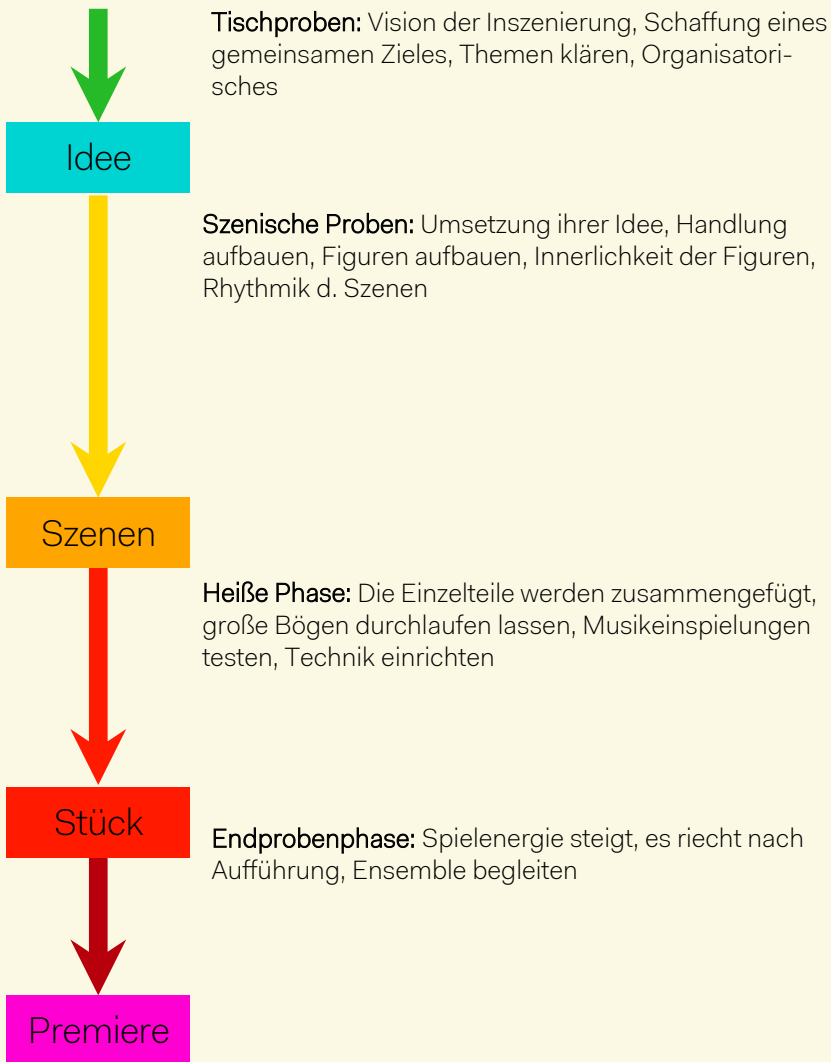 Tischproben: Vision der Inszenierung, Schaffung eines
gemeinsamen Zieles, Themen klären, Organisatori-
sches
Idee
Szenische Proben: Umsetzung ihrer Idee, Handlung
aufbauen, Figuren aufbauen, Innerlichkeit der Figuren,
Rhythmik d. Szenen
Szenen
Heiße Phase: Die Einzelteile werden zusammengefügt,
große Bögen durchlaufen lassen, Musikeinspielungen
testen, Technik einrichten
Stück
Endprobenphase: Spielenergie steigt, es riecht nach
Aufführung, Ensemble begleiten
Premiere